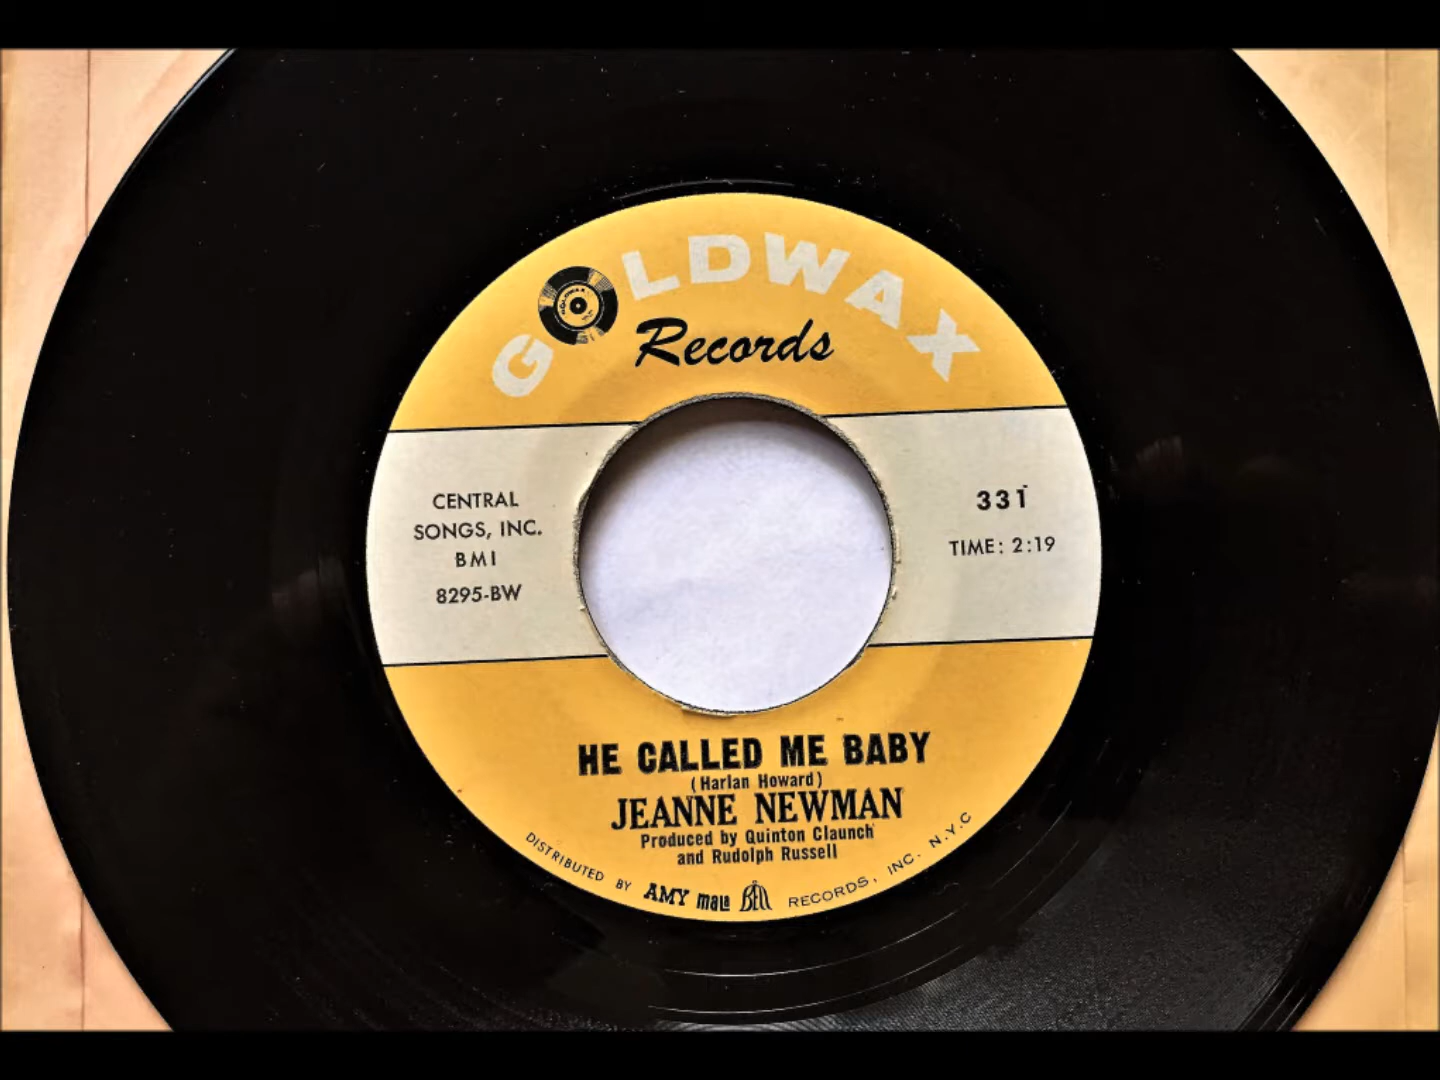 GOLDWAX
Records
CENTRAL
SONGS, INC.
BMI
8295-BW
331
TIME: 2:19
HE CALLED ME BABY
(Harlan Howard)
JEANNE NEWMAN
Produced by Quinton Claunch
and Rudolph Russell
DISTRIBUTED BY AMY mala BELL RECORDS, INC. N.Y.C